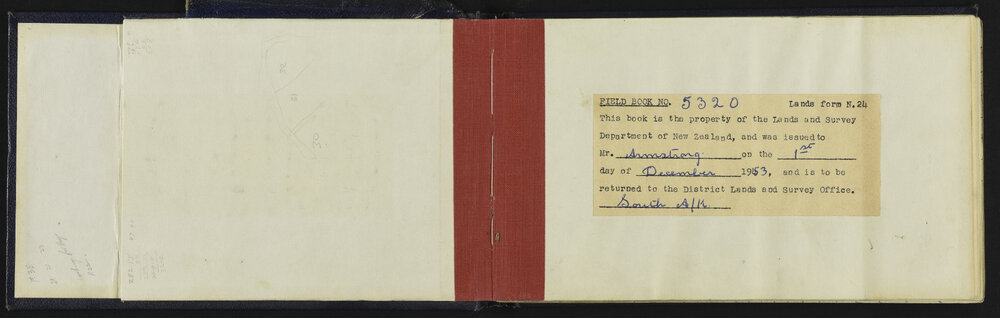 FIELD BOOK NO. 5320 Lands form N.24
This book is the property of the Lands and Survey
Department of New Zealand, and was issued to
Mr. Armstrong on the 1st
day of December 1953, and is to be
returned to the District Lands and Survey Office.
South A/K
30